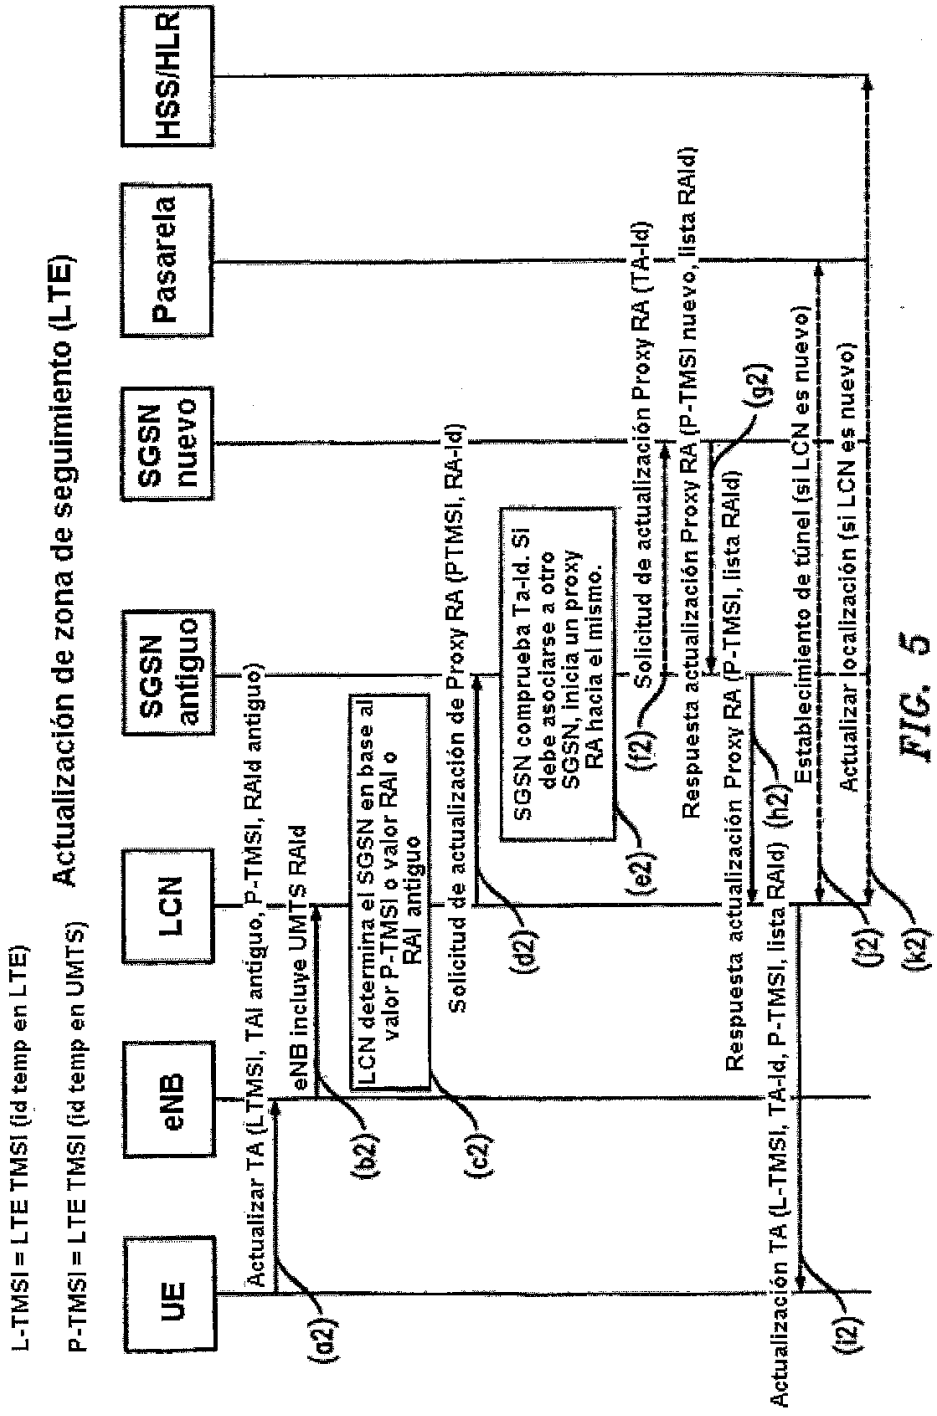 L-TMSI = LTE TMSI (id temp en LTE)
P-TMSI = LTE TMSI (id temp en UMTS)
Actualización de zona de seguimiento (LTE)
UE
eNB
LCN
SGSN
antiguo
SGSN
nuevo
Pasarela
HSS/HLR
Actualizar TA (LTMSI, TAI antiguo, P-TMSI, RAId antiguo)
(a2)
eNB incluye UMTS RAId
(b2)
LCN determina el SGSN en base al
valor P-TMSI o valor RAI o
RAI antiguo
(c2)
Solicitud de actualización de Proxy RA (PTMSI, RA-Id)
(d2)
SGSN comprueba Ta-Id. Si
debe asociarse a otro
SGSN, inicia un proxy
RA hacia el mismo.
(e2)
Solicitud de actualización Proxy RA (TA-Id)
(f2)
Respuesta actualización Proxy RA (P-TMSI nuevo, lista RAId)
(g2)
Respuesta actualización Proxy RA (P-TMSI, lista RAId)
(h2)
Actualización TA (L-TMSI, TA-Id, P-TMSI, lista RAId)
(i2)
Establecimiento de túnel (si LCN es nuevo)
(j2)
Actualizar localización (si LCN es nuevo)
(k2)
FIG. 5